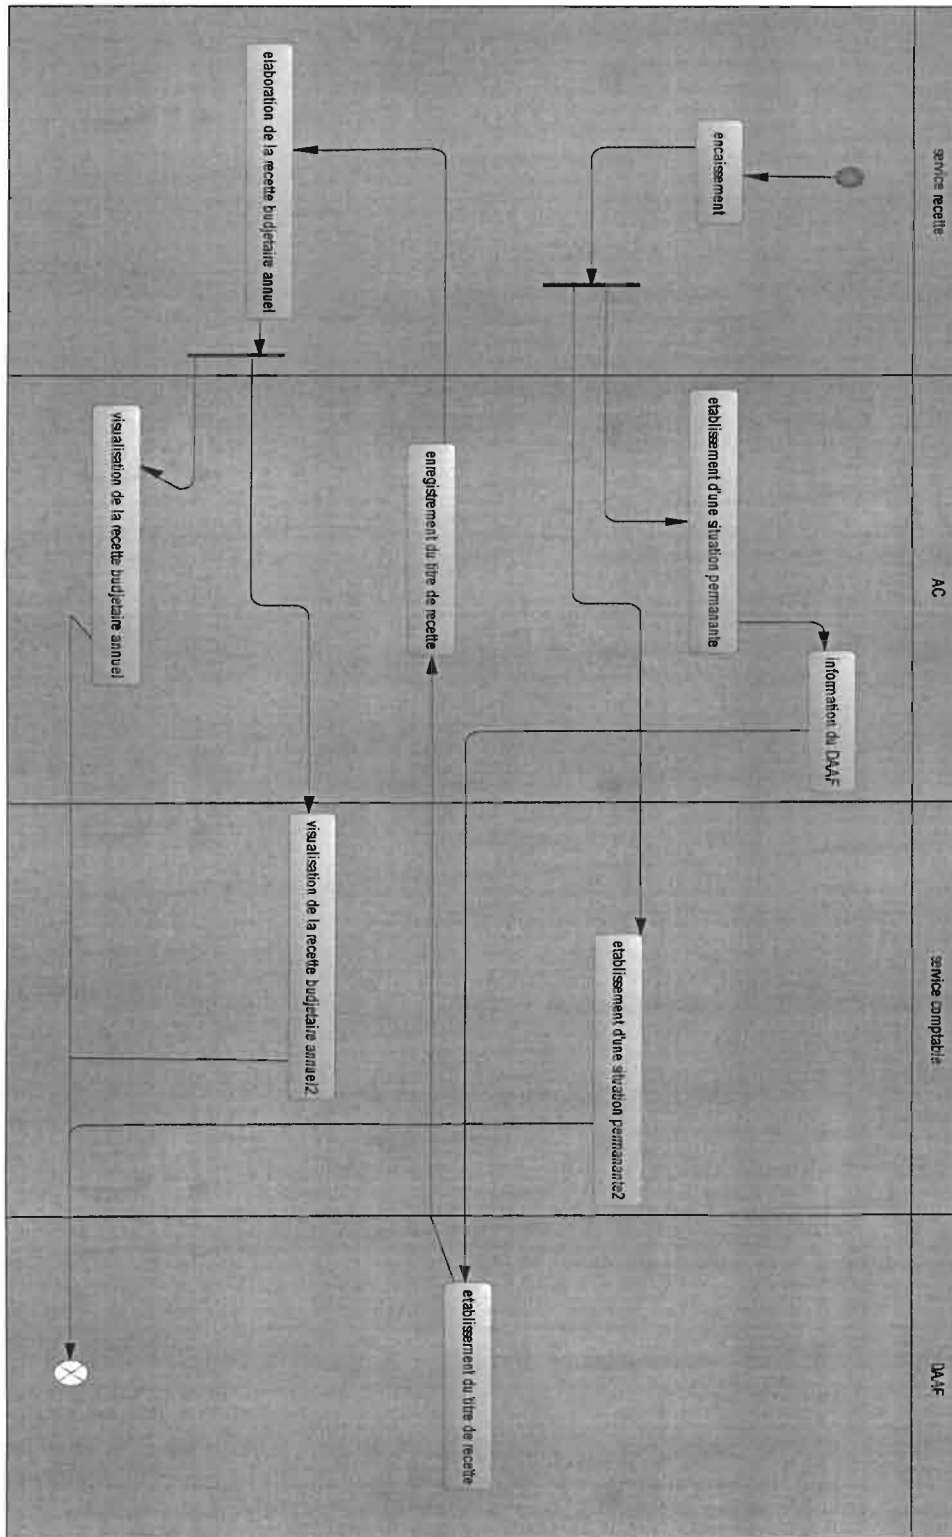 service recette
AC
service comptable
DAAF
encaissement
etablissement d'une situation permanante
information du DAAF
etablissement d'une situation permanante2
etablissement du titre de recette
enregistrement du titre de recette
elaboration de la recette budjetaire annuel
visualisation de la recette budjetaire annuel2
visualisation de la recette budjetaire annuel